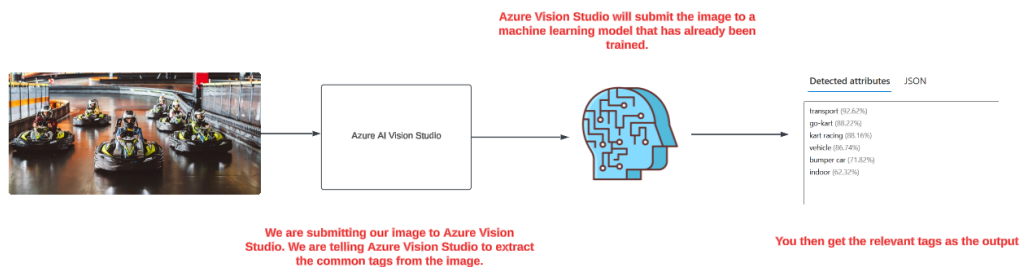 Azure Vision Studio will submit the image to a
machine learning model that has already been
trained.
Detected attributes JSON
transport (92.62%)
go-kart (88.22%)
kart racing (88.16%)
vehicle (86.74%)
bumper car (71.82%)
indoor (62.32%)
Azure AI Vision Studio
We are submitting our image to Azure Vision
Studio. We are telling Azure Vision Studio to extract
the common tags from the image.
You then get the relevant tags as the output